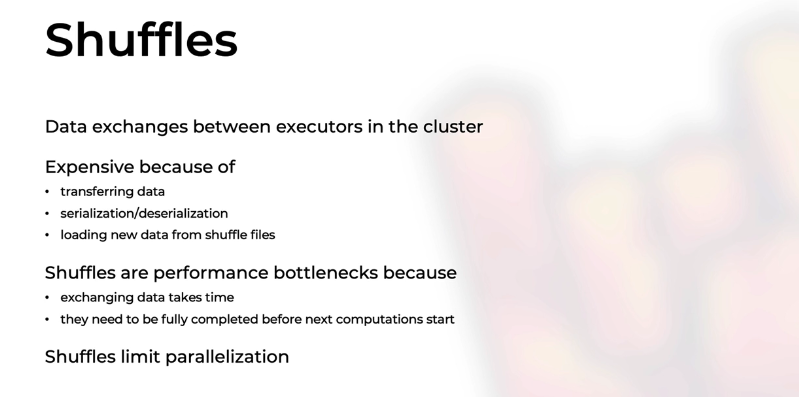 Shuffles
Data exchanges between executors in the cluster
Expensive because of
• transferring data
• serialization/deserialization
• loading new data from shuffle files
Shuffles are performance bottlenecks because
• exchanging data takes time
• they need to be fully completed before next computations start
Shuffles limit parallelization